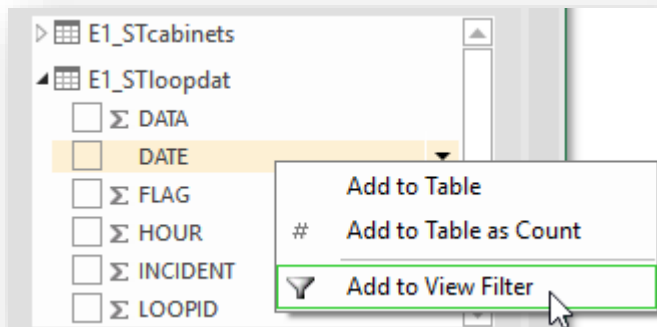 E1_STcabinets
E1_STloopdat
Σ DATA
DATE
Σ FLAG
Σ HOUR
Σ INCIDENT
Σ LOOPID
Add to Table
# Add to Table as Count
Add to View Filter